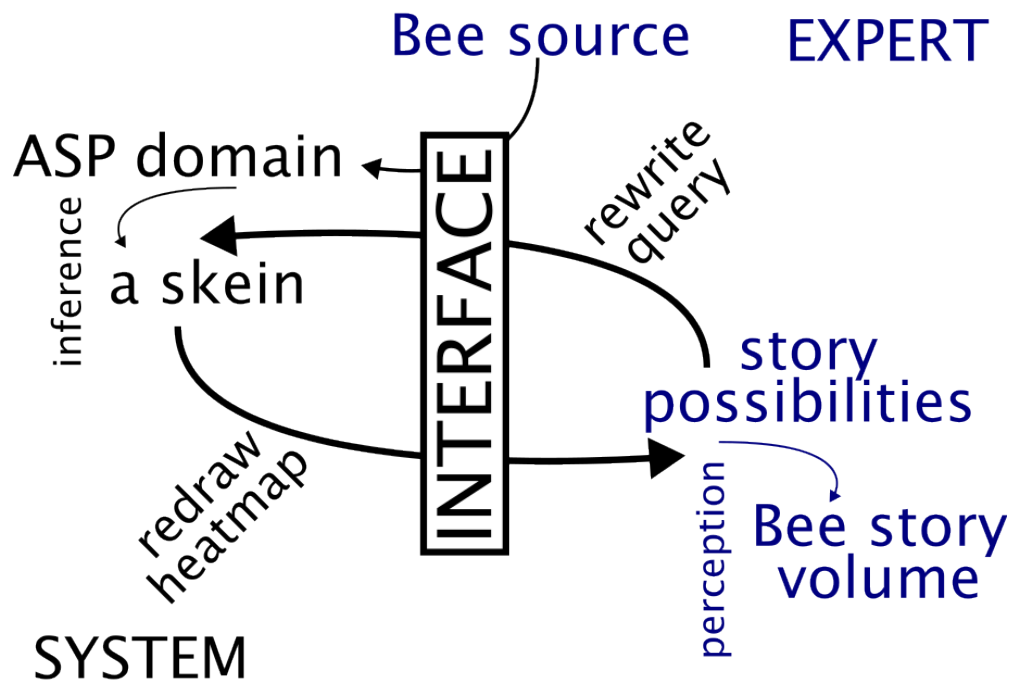 Bee source
EXPERT
ASP domain
rewrite
query
INTERFACE
inference
a skein
story
possibilities
redraw
heatmap
perception
Bee story
volume
SYSTEM